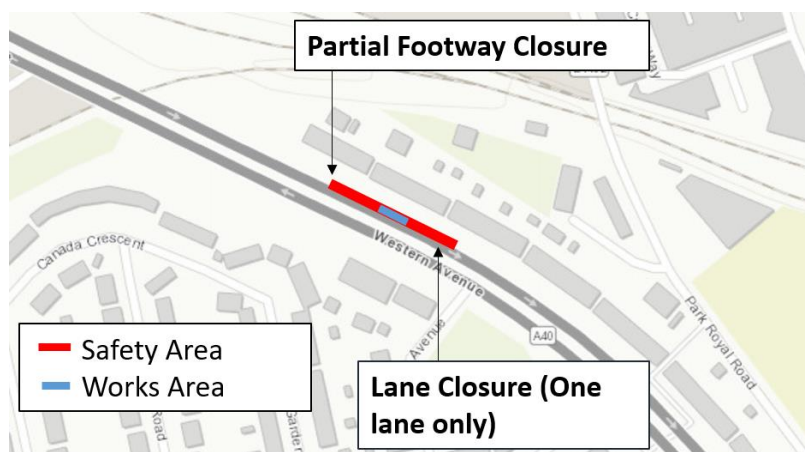 Partial Footway Closure
Way
Canada Crescent
Western Avenue
Avenue
A40
Park Royal Road
Road
Safety Area
Works Area
Lane Closure (One
lane only)